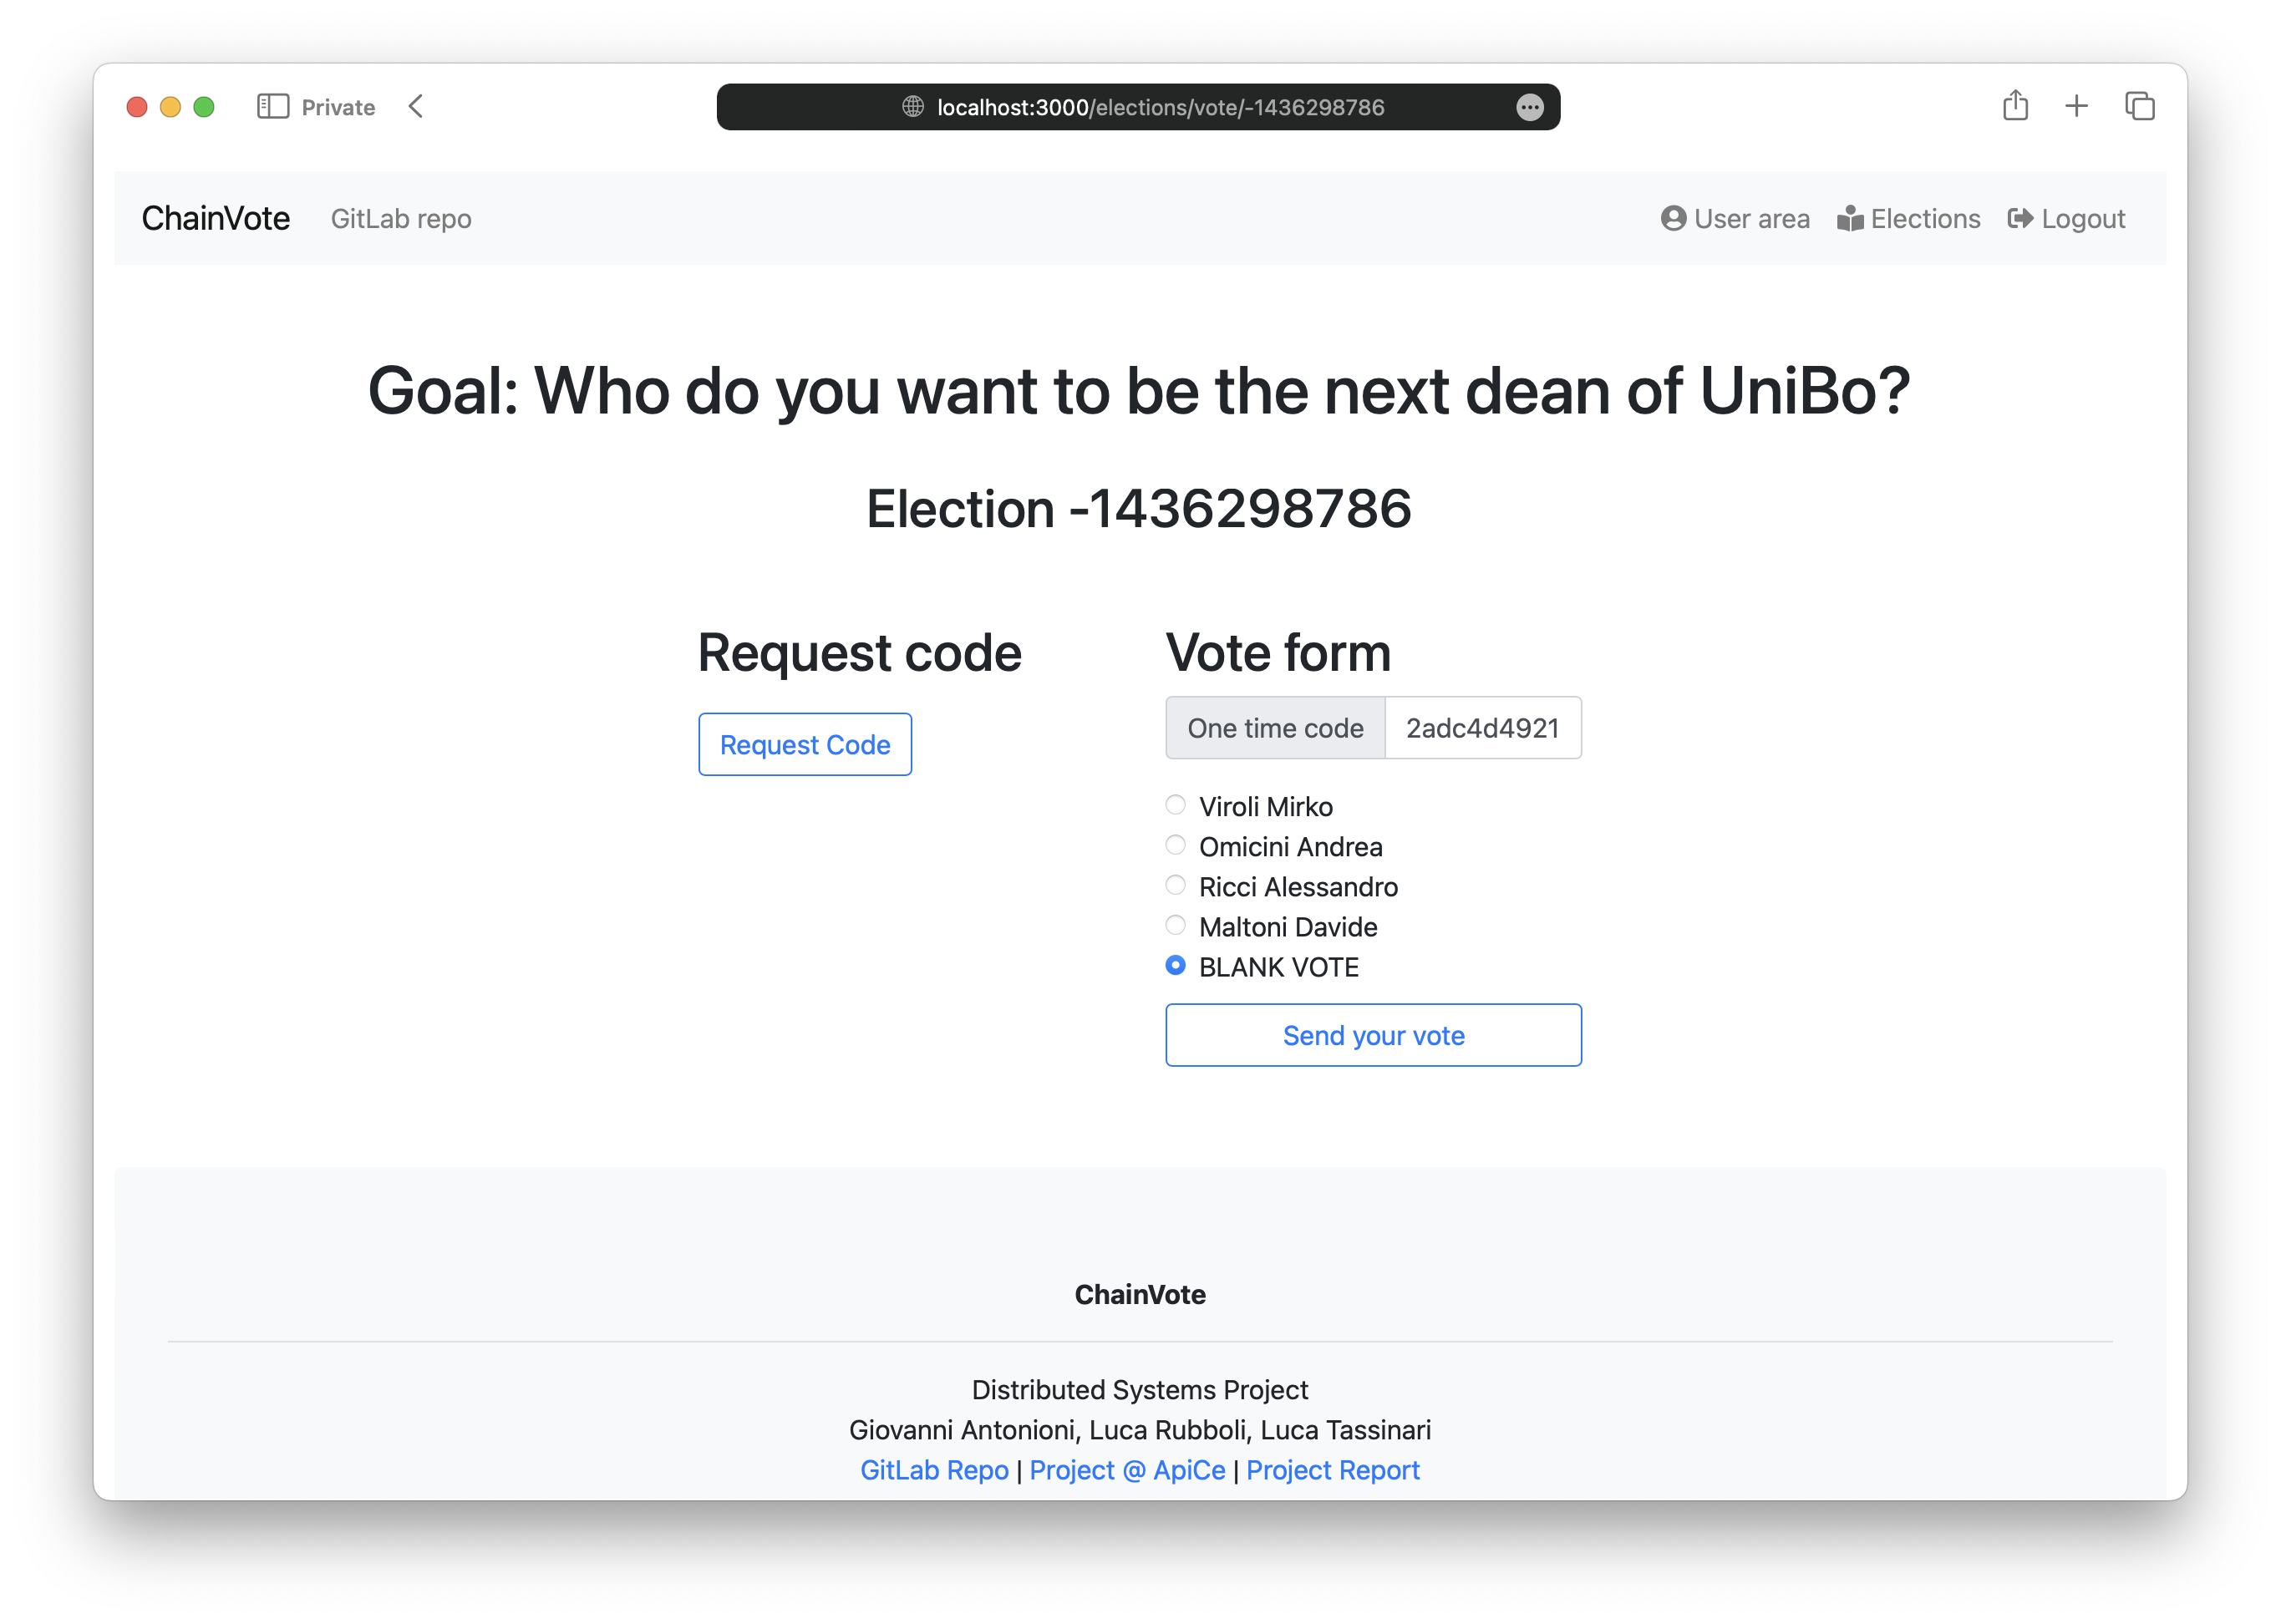 Private
localhost:3000/elections/vote/-1436298786
ChainVote GitLab repo User area Elections Logout
Goal: Who do you want to be the next dean of UniBo?
Election -1436298786
Request code
Request Code
Vote form
One time code 2adc4d4921
Viroli Mirko
Omicini Andrea
Ricci Alessandro
Maltoni Davide
BLANK VOTE
Send your vote
ChainVote
Distributed Systems Project
Giovanni Antonioni, Luca Rubboli, Luca Tassinari
GitLab Repo | Project @ ApiCe | Project Report